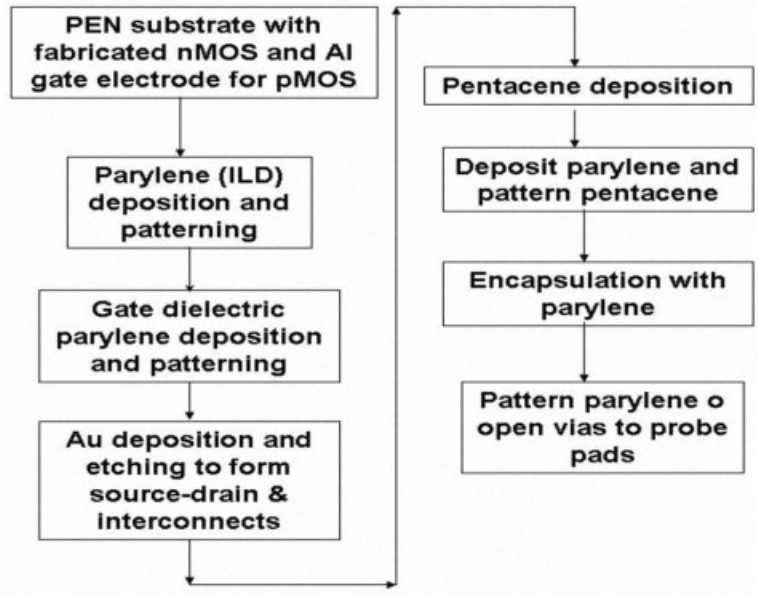 PEN substrate with
fabricated nMOS and Al
gate electrode for pMOS
Parylene (ILD)
deposition and
patterning
Gate dielectric
parylene deposition
and patterning
Au deposition and
etching to form
source-drain &
interconnects
Pentacene deposition
Deposit parylene and
pattern pentacene
Encapsulation with
parylene
Pattern parylene o
open vias to probe
pads